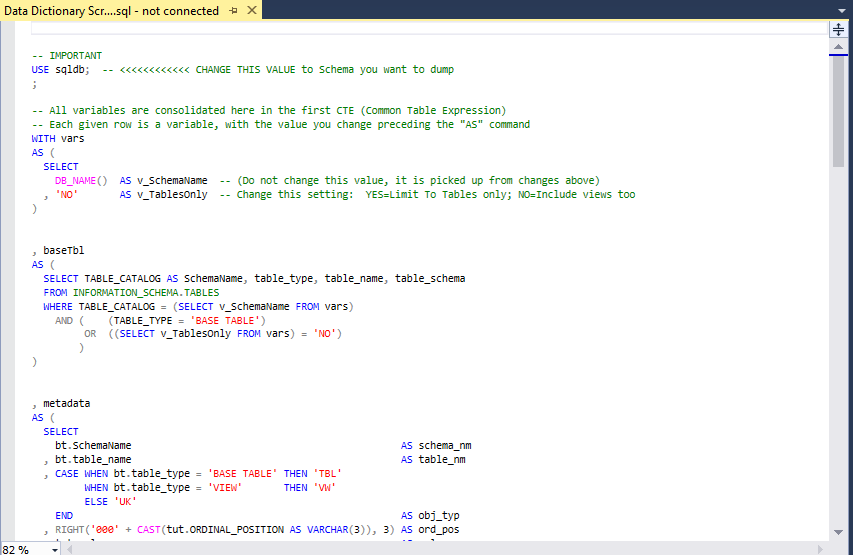 Data Dictionary Scr....sql - not connected
-- IMPORTANT
USE sqldb;  -- <<<<<<<<<<<< CHANGE THIS VALUE to Schema you want to dump
;
-- All variables are consolidated here in the first CTE (Common Table Expression)
-- Each given row is a variable, with the value you change preceding the "AS" command
WITH vars
AS (
  SELECT
    DB_NAME()  AS v_SchemaName  -- (Do not change this value, it is picked up from changes above)
  , 'NO'       AS v_TablesOnly  -- Change this setting:  YES=Limit To Tables only; NO=Include views too
)
, baseTbl
AS (
  SELECT TABLE_CATALOG AS SchemaName, table_type, table_name, table_schema
  FROM INFORMATION_SCHEMA.TABLES
  WHERE TABLE_CATALOG = (SELECT v_SchemaName FROM vars)
    AND (    (TABLE_TYPE = 'BASE TABLE')
         OR  ((SELECT v_TablesOnly FROM vars) = 'NO')
        )
)
, metadata
AS (
  SELECT
    bt.SchemaName                                              AS schema_nm
  , bt.table_name                                              AS table_nm
  , CASE WHEN bt.table_type = 'BASE TABLE' THEN 'TBL'
         WHEN bt.table_type = 'VIEW'       THEN 'VW'
         ELSE 'UK'
    END                                                        AS obj_typ
  , RIGHT('000' + CAST(tut.ORDINAL_POSITION AS VARCHAR(3)), 3) AS ord_pos
82 %